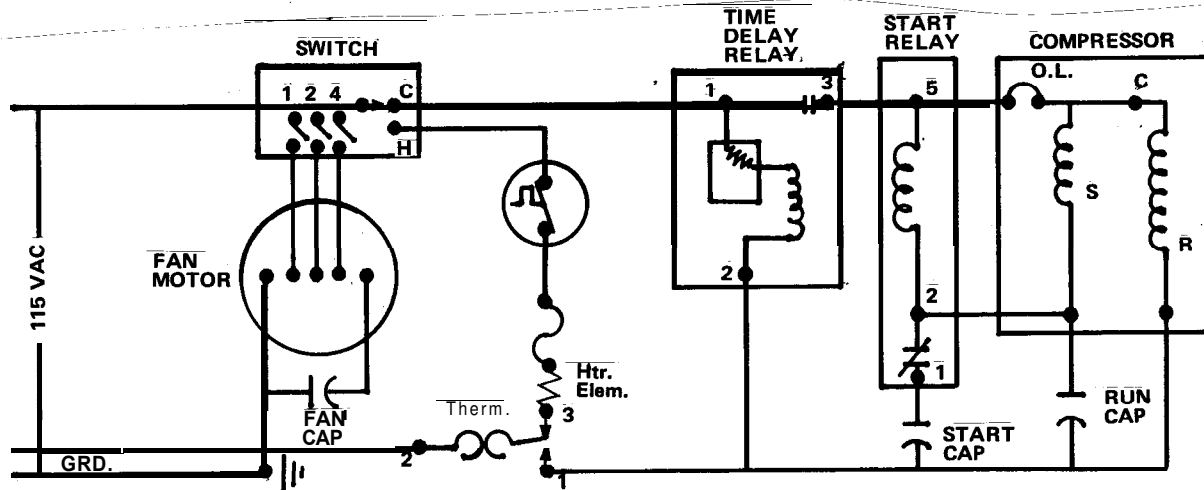 TIME
DELAY
RELAY
START
RELAY
COMPRESSOR
SWITCH
O.L.
1 2 4 C
H
1 3
5
C
S
R
FAN
MOTOR
115 VAC
2
2
1
Htr.
Elem.
3
Therm.
2
FAN
CAP
START
CAP
RUN
CAP
GRD.
1